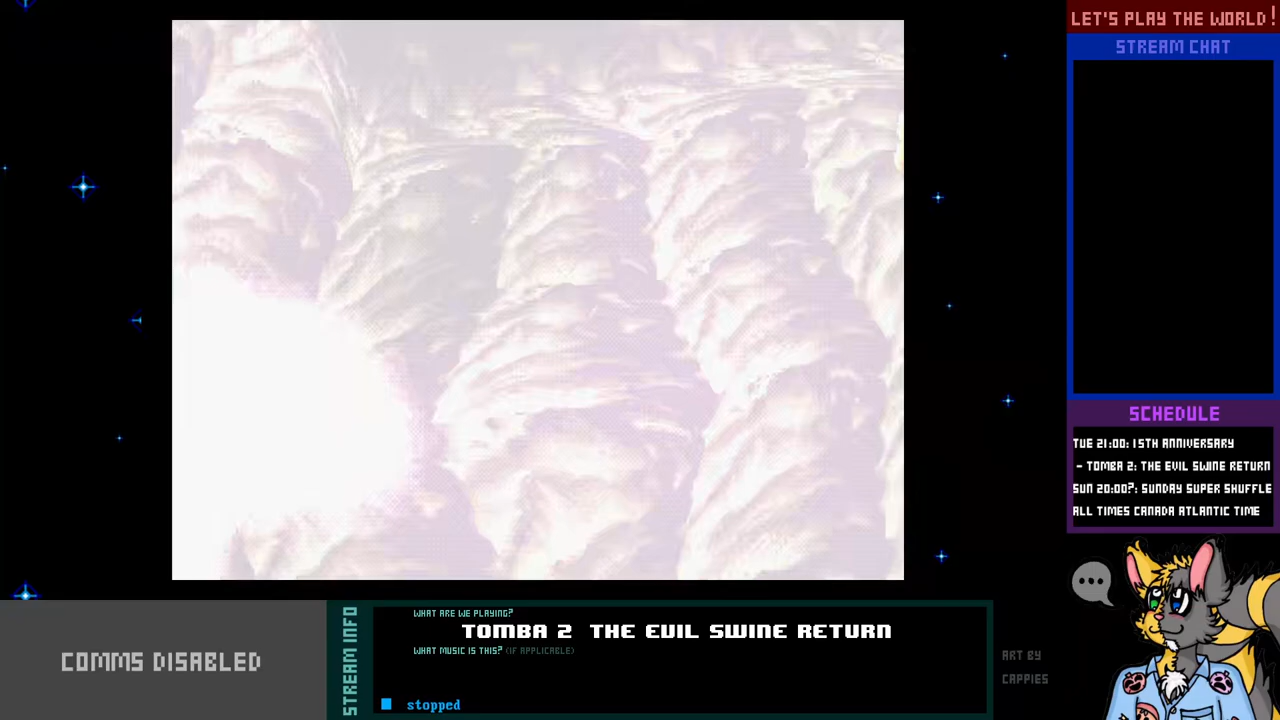 LET'S PLAY THE WORLD!
STREAM CHAT
SCHEDULE
TUE 21:00: 15TH ANNIVERSARY
- TOMBA 2: THE EVIL SWINE RETURN
SUN 20:00?: SUNDAY SUPER SHUFFLE
ALL TIMES CANADA ATLANTIC TIME
COMMS DISABLED
STREAM INFO
WHAT ARE WE PLAYING?
TOMBA 2 THE EVIL SWINE RETURN
WHAT MUSIC IS THIS? (IF APPLICABLE)
stopped
ART BY
CAPPIES